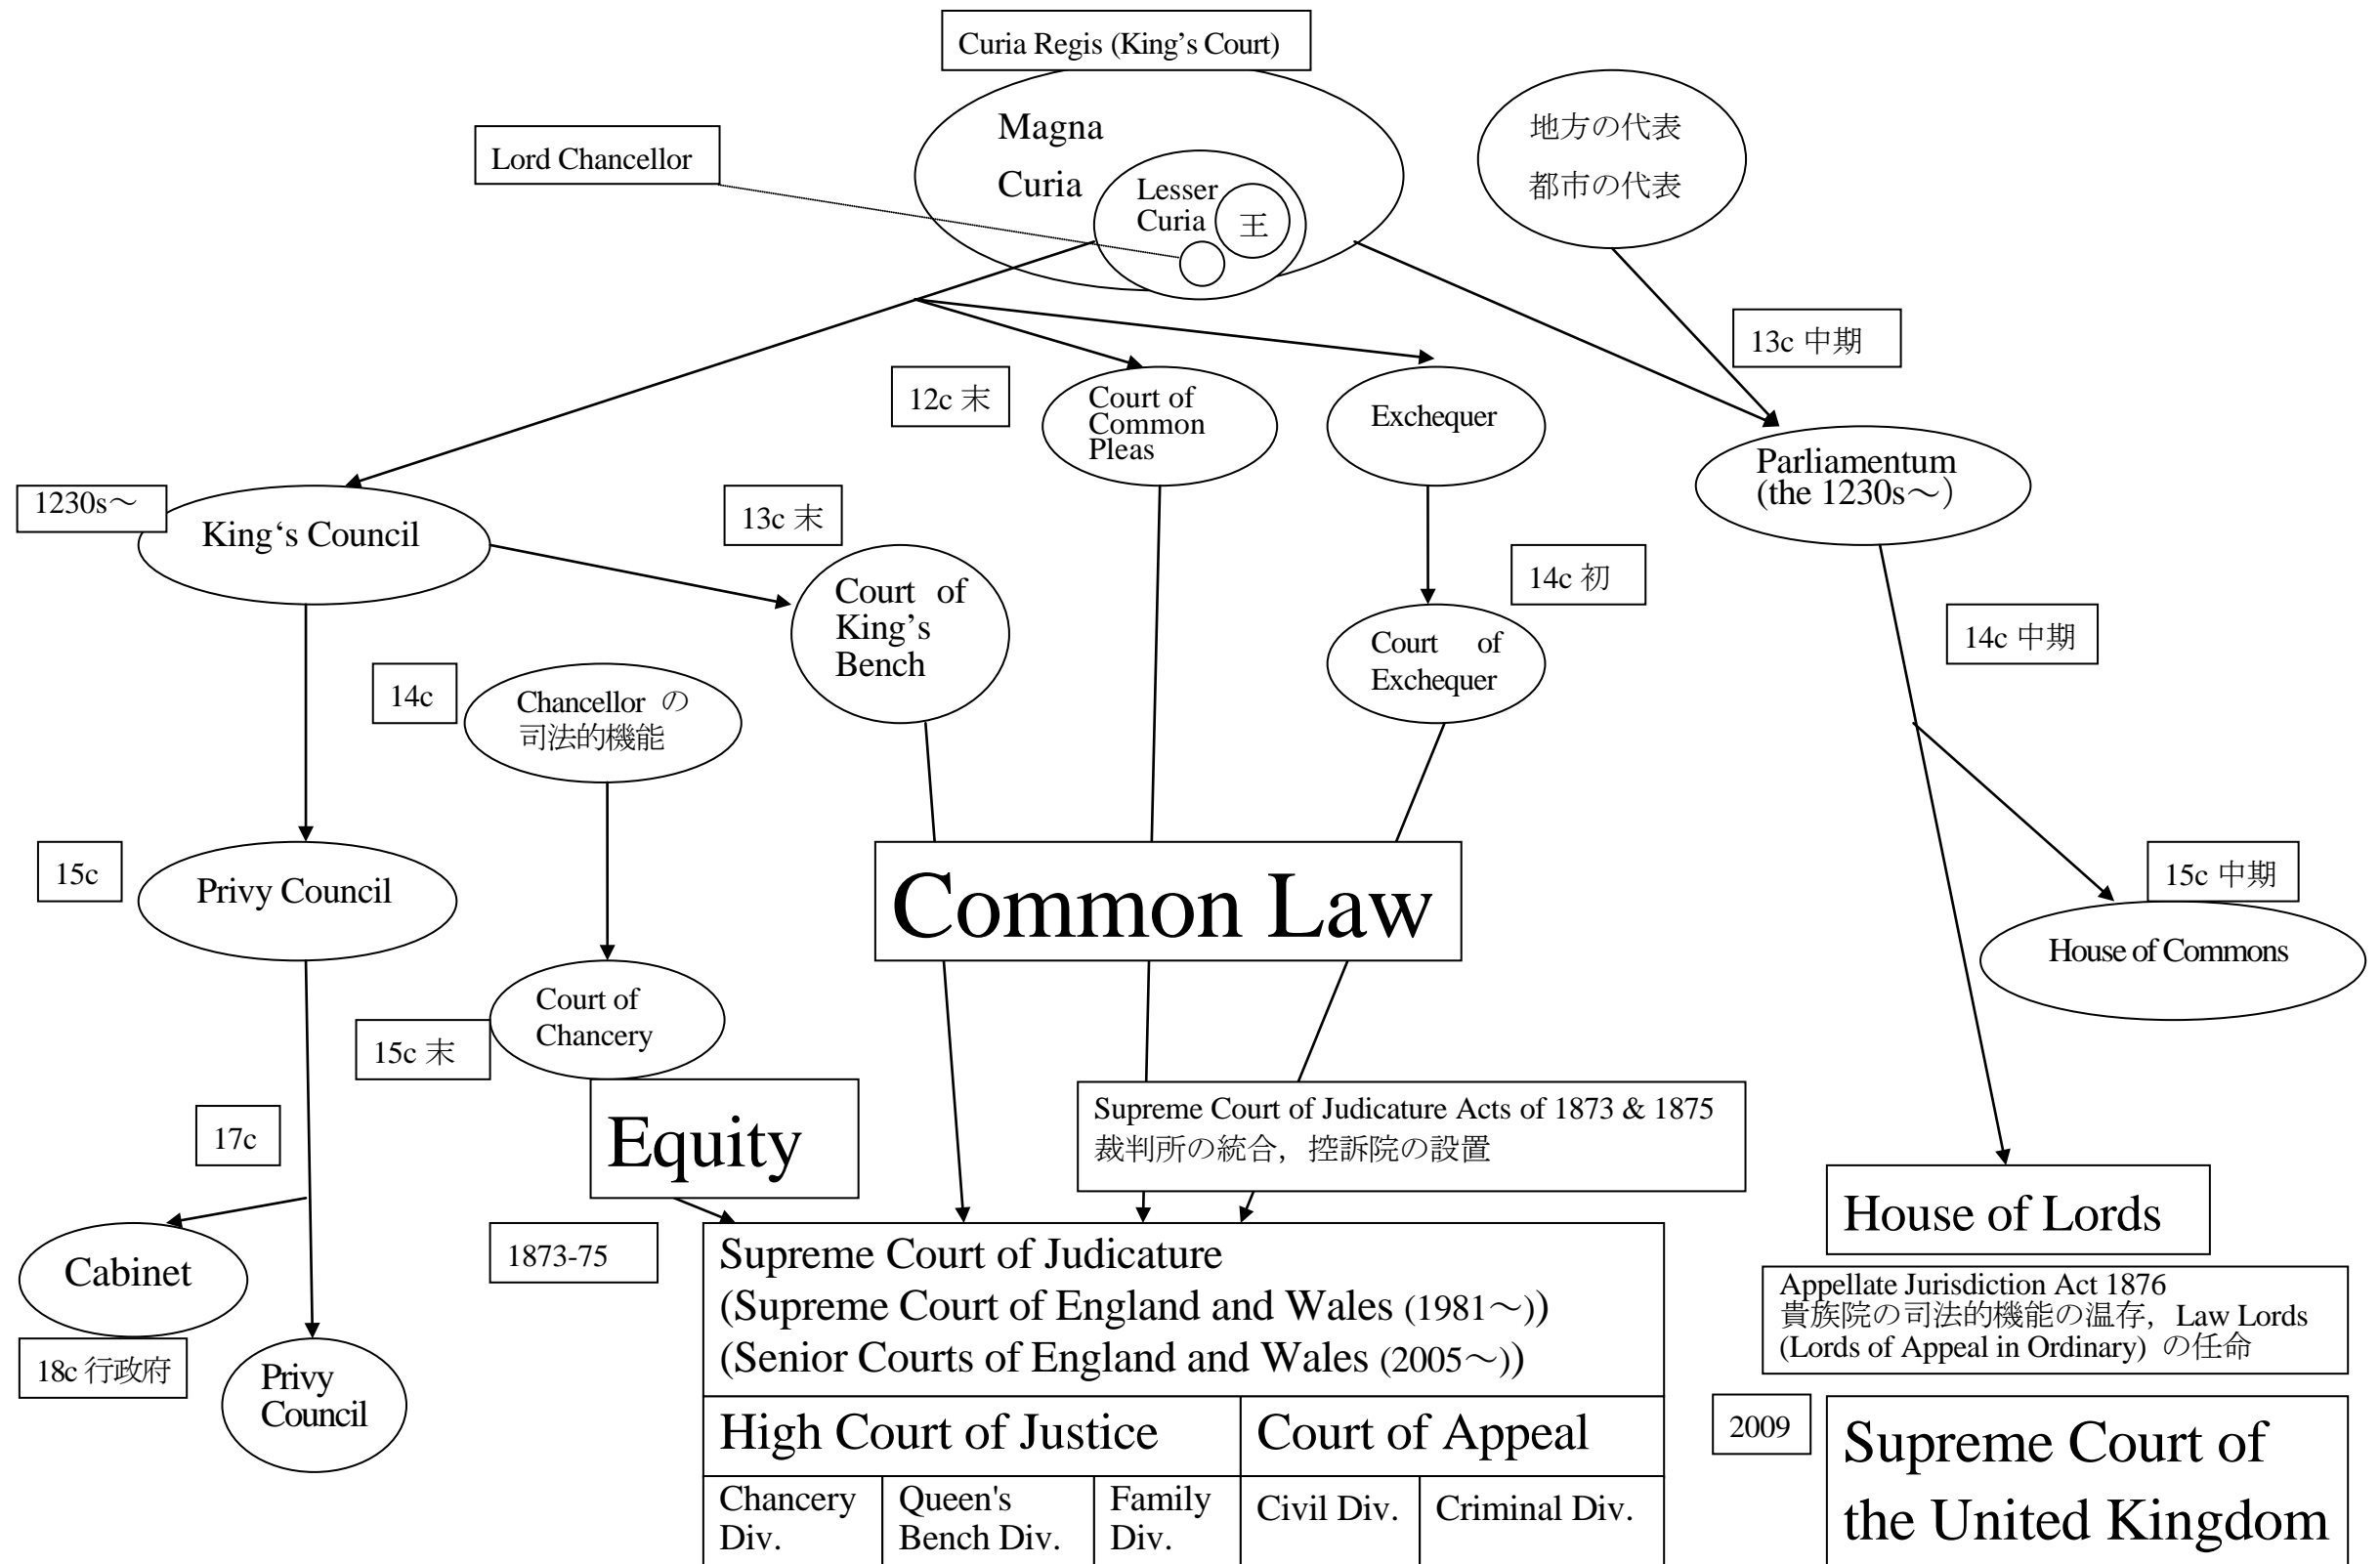 Curia Regis (King’s Court)
Magna
Curia
Lesser
Curia
王
Lord Chancellor
地方の代表
都市の代表
13c 中期
12c 末
Court of
Common
Pleas
Exchequer
Parliamentum
(the 1230s～)
1230s～
King‘s Council
13c 末
Court of
King’s
Bench
14c 初
Court of
Exchequer
14c 中期
14c
Chancellor の
司法的機能
15c
Privy Council
Common Law
15c 中期
House of Commons
Court of
Chancery
15c 末
Equity
17c
Supreme Court of Judicature Acts of 1873 & 1875
裁判所の統合，控訴院の設置
House of Lords
Cabinet
18c 行政府
Privy
Council
1873-75
Supreme Court of Judicature
(Supreme Court of England and Wales (1981～))
(Senior Courts of England and Wales (2005～))
High Court of Justice
Court of Appeal
Chancery
Div.
Queen's
Bench Div.
Family
Div.
Civil Div.
Criminal Div.
Appellate Jurisdiction Act 1876
貴族院の司法的機能の温存，Law Lords
(Lords of Appeal in Ordinary) の任命
2009
Supreme Court of
the United Kingdom